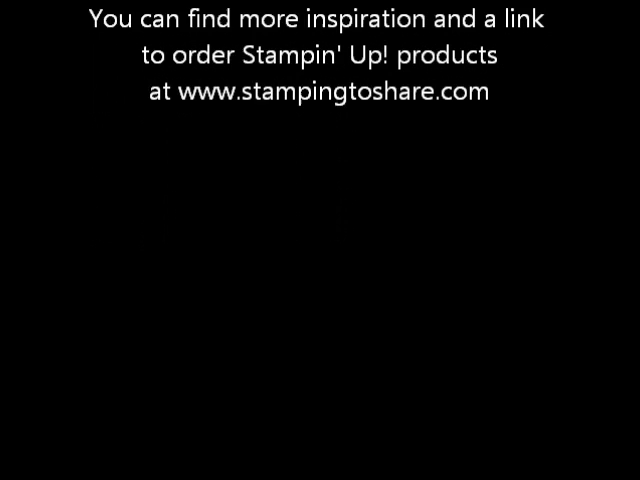 You can find more inspiration and a link
to order Stampin' Up! products
at www.stampingtoshare.com